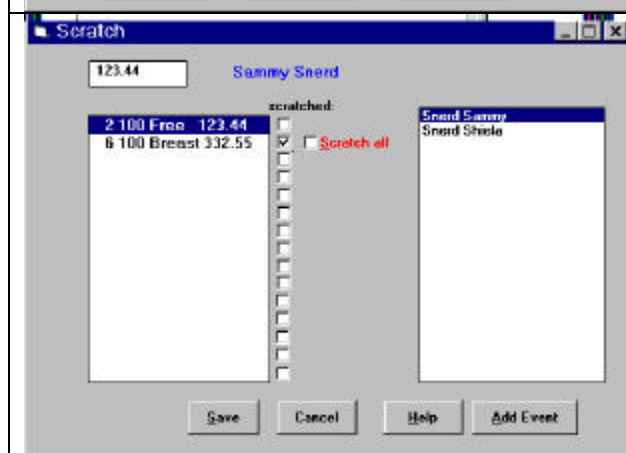 Scratch
123.44 Sammy Snerd
scratched:
2 100 Free 123.44
6 100 Breast 332.55
Scratch all
Snerd Sammy
Snerd Shiela
Save Cancel Help Add Event